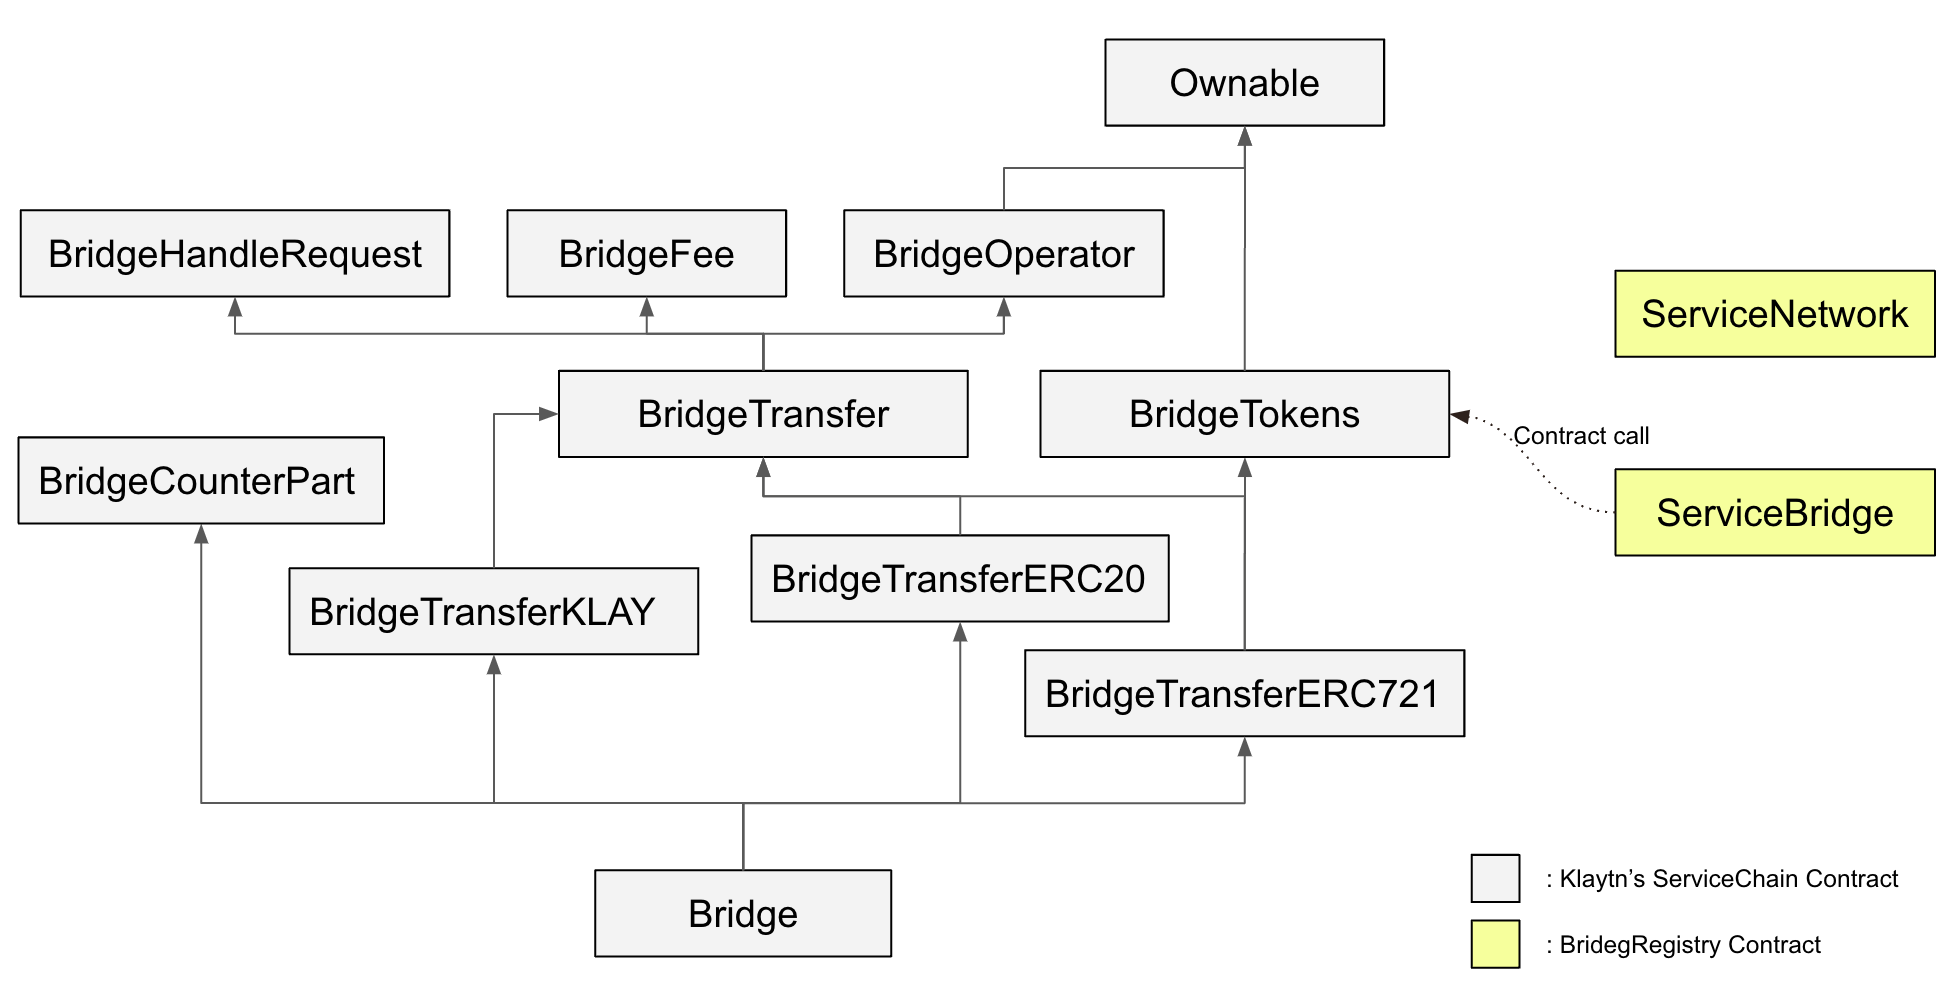 Ownable
BridgeHandleRequest
BridgeFee
BridgeOperator
ServiceNetwork
BridgeTransfer
BridgeTokens
Contract call
BridgeCounterPart
ServiceBridge
BridgeTransferERC20
BridgeTransferKLAY
BridgeTransferERC721
: Klaytn’s ServiceChain Contract
Bridge
: BridegRegistry Contract